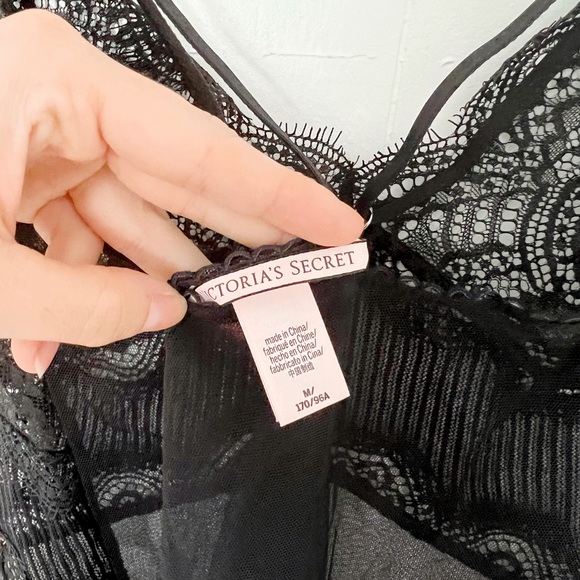 VICTORIA'S SECRET
made in China/
fabriqué en Chine/
hecho en China/
fabbricato in Cina/
中国制造
M/
170/96A